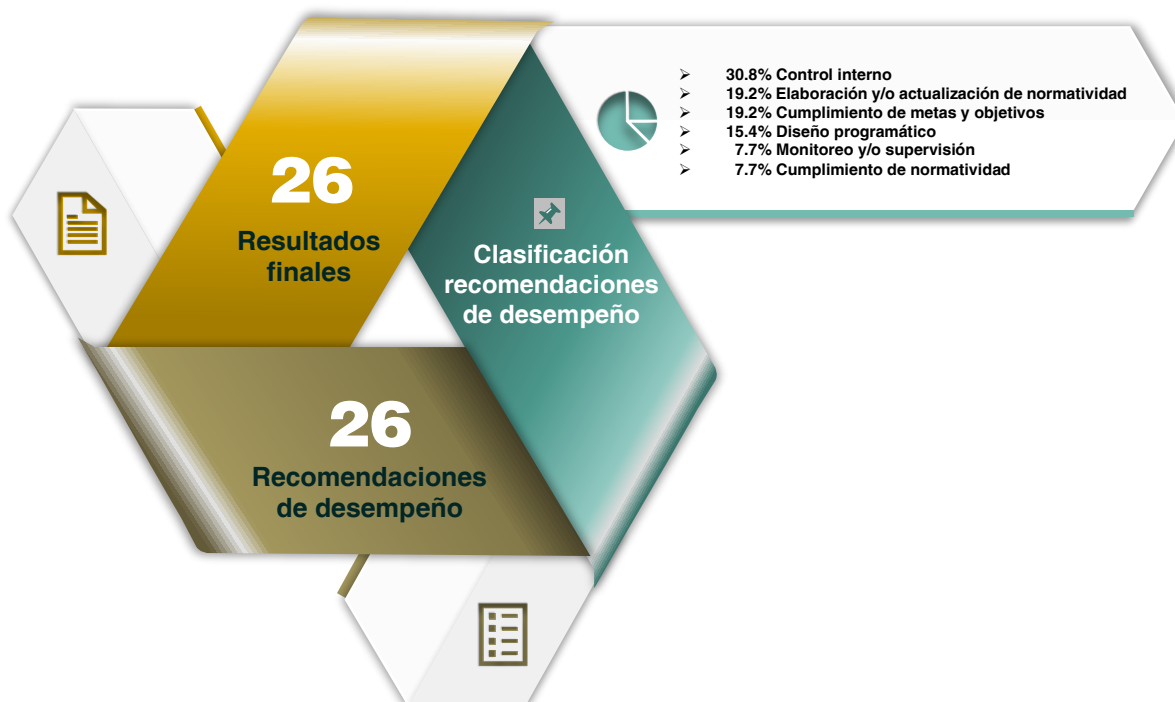 26
Resultados
finales
26
Recomendaciones
de desempeño
Clasificación
recomendaciones
de desempeño
➢ 30.8% Control interno
➢ 19.2% Elaboración y/o actualización de normatividad
➢ 19.2% Cumplimiento de metas y objetivos
➢ 15.4% Diseño programático
➢ 7.7% Monitoreo y/o supervisión
➢ 7.7% Cumplimiento de normatividad